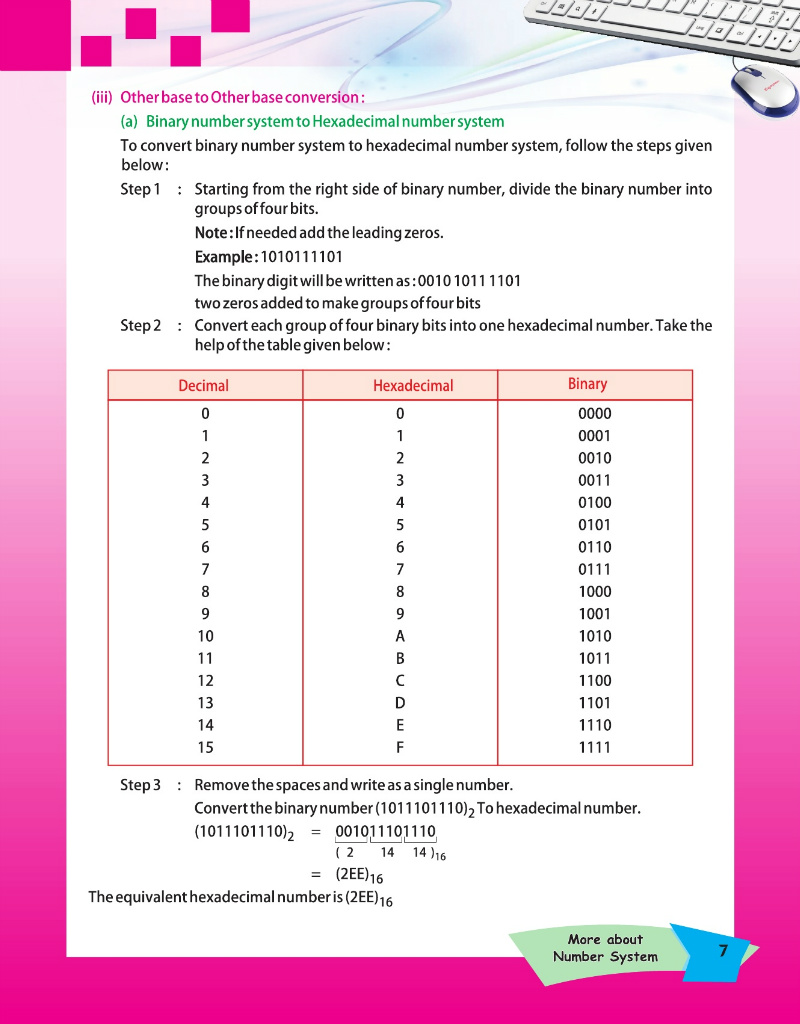 (iii) Other base to Other base conversion :
(a) Binary number system to Hexadecimal number system
To convert binary number system to hexadecimal number system, follow the steps given
below :
Step 1 : Starting from the right side of binary number, divide the binary number into
groups of four bits.
Note : If needed add the leading zeros.
Example : 1010111101
The binary digit will be written as : 0010 1011 1101
two zeros added to make groups of four bits
Step 2 : Convert each group of four binary bits into one hexadecimal number. Take the
help of the table given below :
Decimal Hexadecimal Binary
0 0 0000
1 1 0001
2 2 0010
3 3 0011
4 4 0100
5 5 0101
6 6 0110
7 7 0111
8 8 1000
9 9 1001
10 A 1010
11 B 1011
12 C 1100
13 D 1101
14 E 1110
15 F 1111
Step 3 : Remove the spaces and write as a single number.
Convert the binary number (1011101110)2 To hexadecimal number.
(1011101110)2 = 001011101110
( 2 14 14 )16
= (2EE)16
The equivalent hexadecimal number is (2EE)16
More about
Number System
7